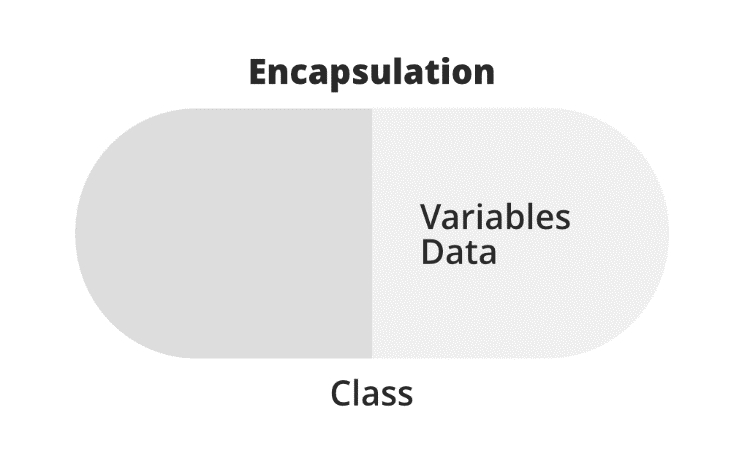 Encapsulation
Variables
Data
Class